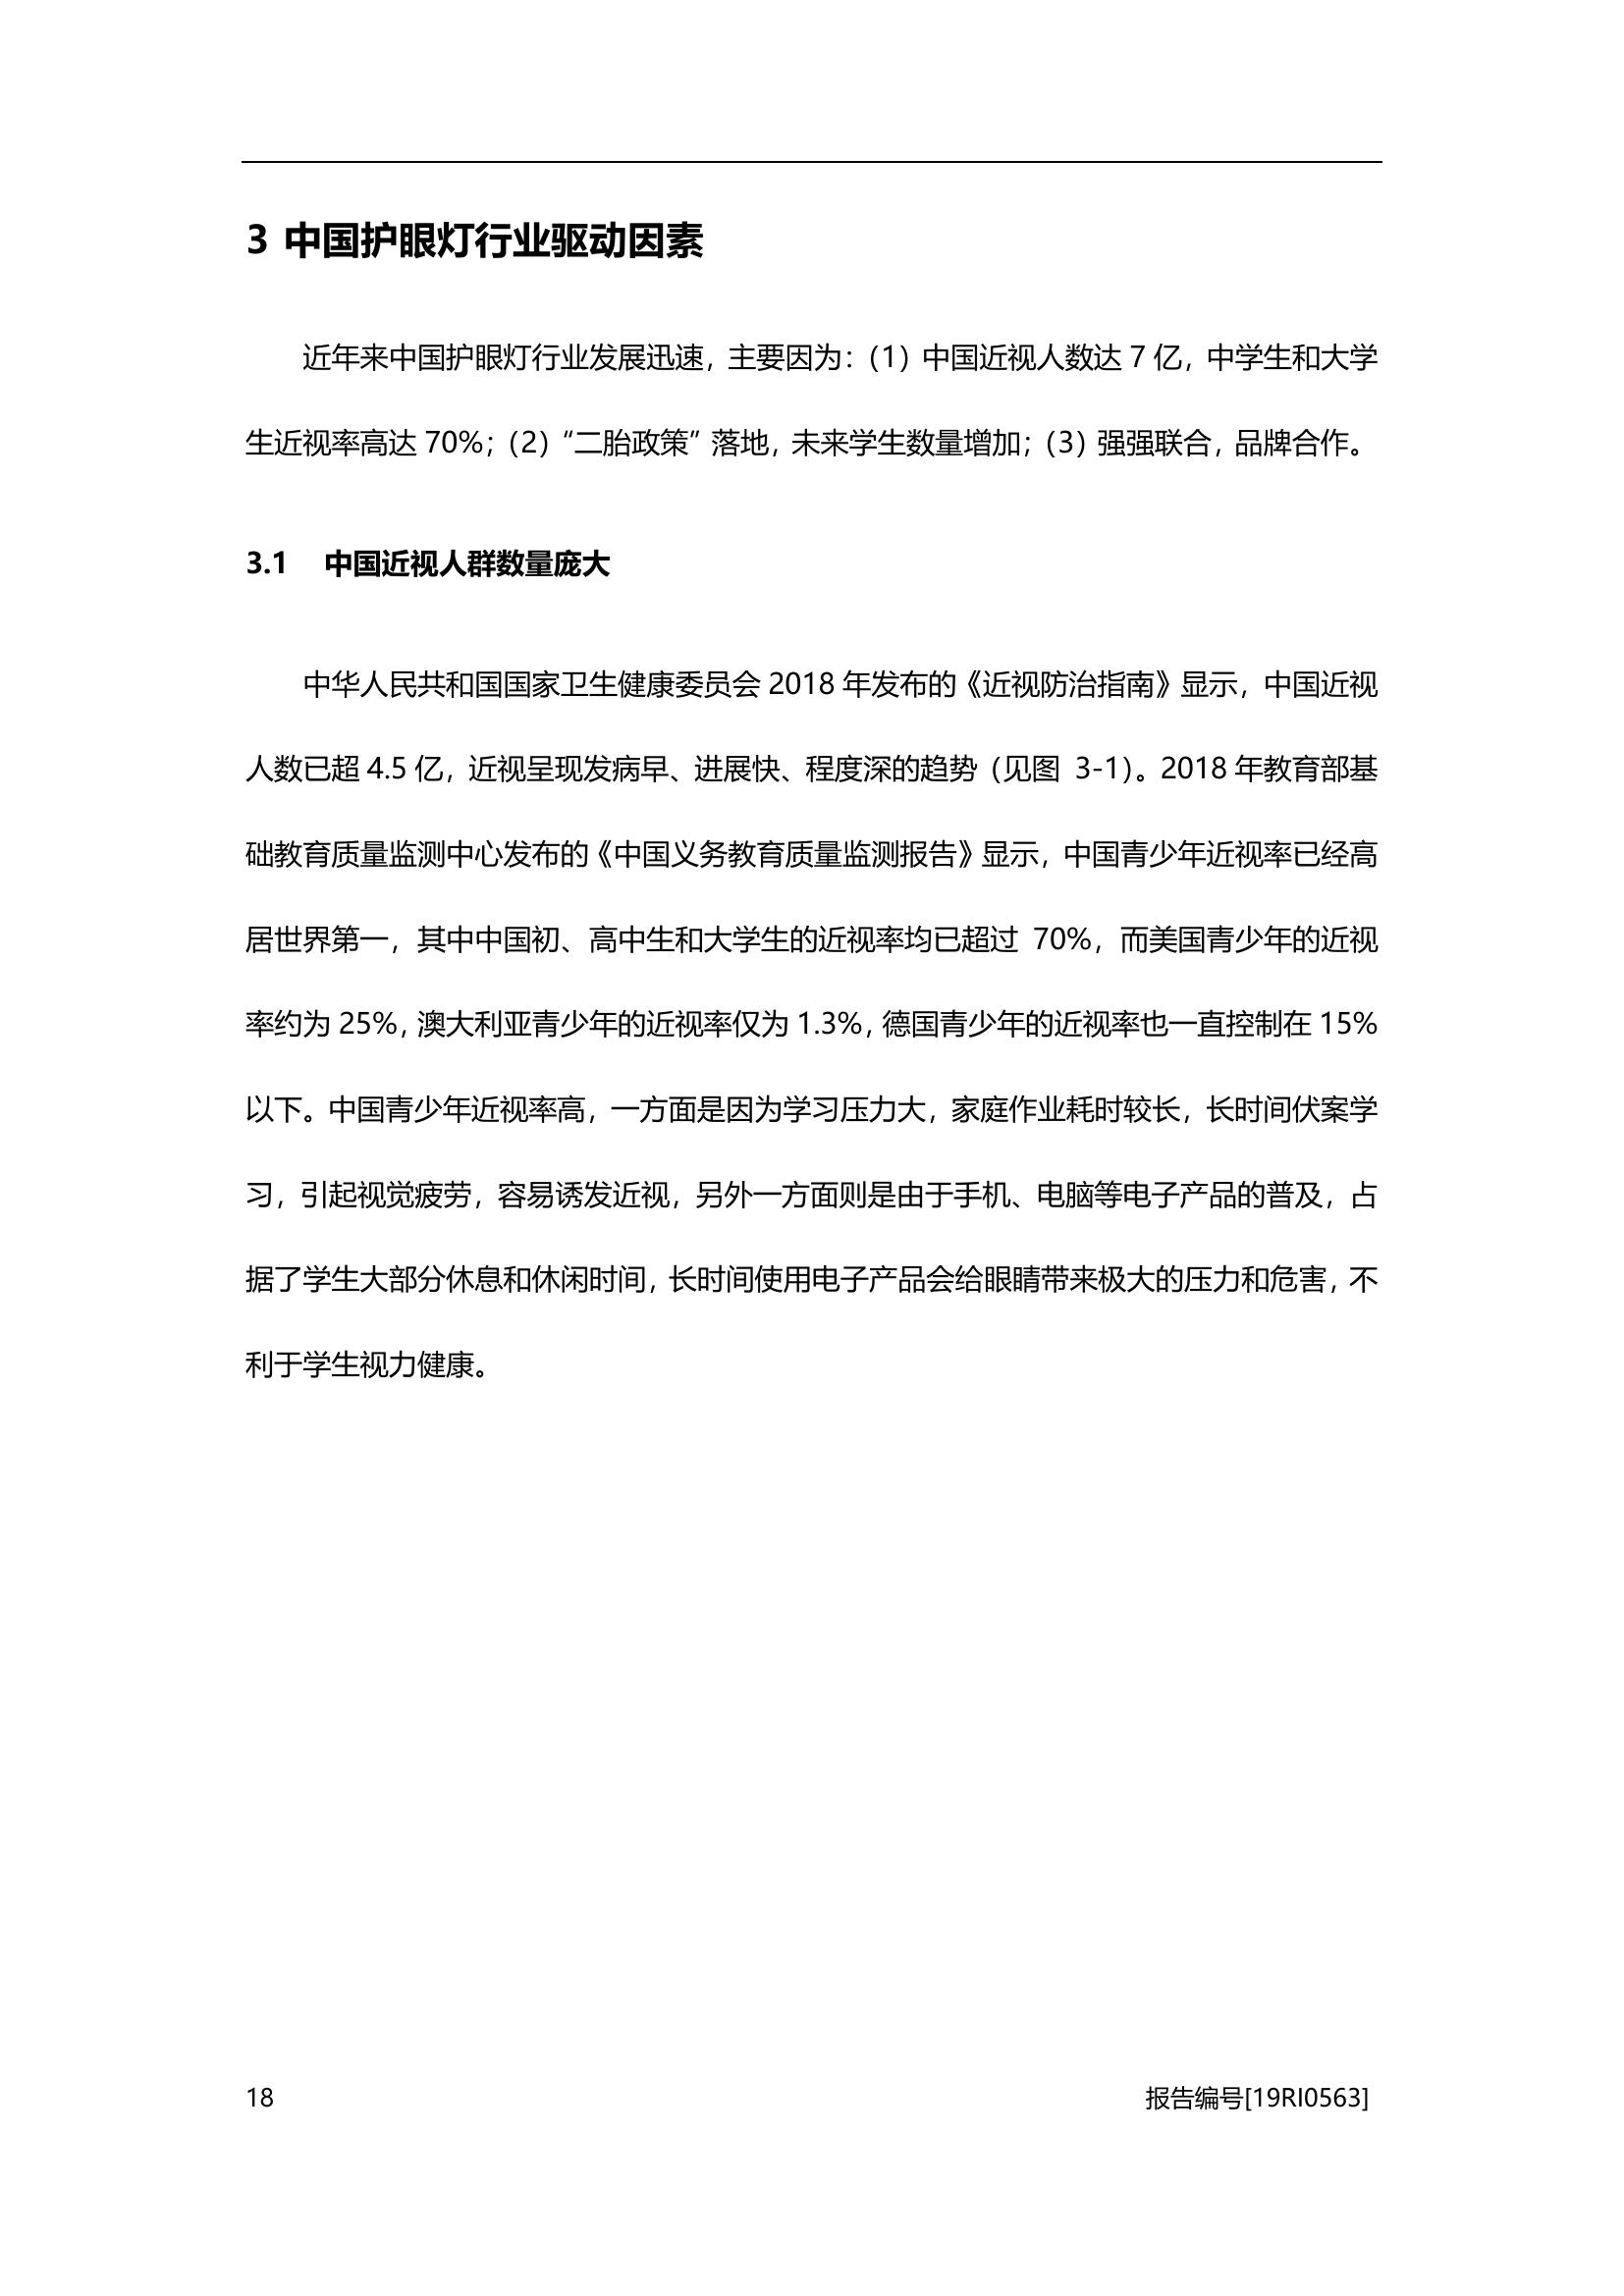 3 中国护眼灯行业驱动因素
近年来中国护眼灯行业发展迅速，主要因为：（1）中国近视人数达 7 亿，中学生和大学
生近视率高达 70%；（2）“二胎政策”落地，未来学生数量增加；（3）强强联合，品牌合作。
3.1 中国近视人群数量庞大
中华人民共和国国家卫生健康委员会 2018 年发布的《近视防治指南》显示，中国近视
人数已超 4.5 亿，近视呈现发病早、进展快、程度深的趋势（见图 3-1）。2018 年教育部基
础教育质量监测中心发布的《中国义务教育质量监测报告》显示，中国青少年近视率已经高
居世界第一，其中中国初、高中生和大学生的近视率均已超过 70%，而美国青少年的近视
率约为 25%，澳大利亚青少年的近视率仅为 1.3%，德国青少年的近视率也一直控制在 15%
以下。中国青少年近视率高，一方面是因为学习压力大，家庭作业耗时较长，长时间伏案学
习，引起视觉疲劳，容易诱发近视，另外一方面则是由于手机、电脑等电子产品的普及，占
据了学生大部分休息和休闲时间，长时间使用电子产品会给眼睛带来极大的压力和危害，不
利于学生视力健康。
18 报告编号[19RI0563]